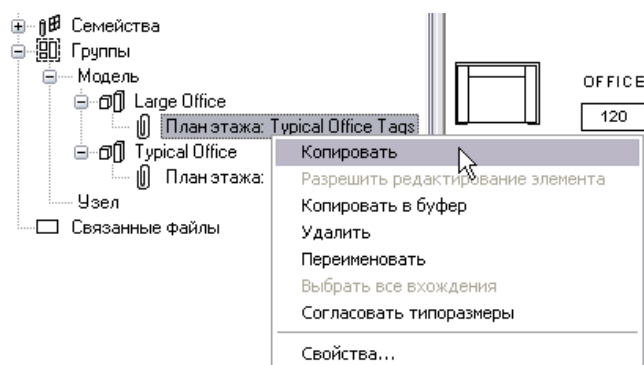 Семейства
Группы
Модель
Large Office
План этажа: Typical Office Tags
Typical Office
План этажа:
Узел
Связанные файлы
OFFICE
120
Копировать
Разрешить редактирование элемента
Копировать в буфер
Удалить
Переименовать
Выбрать все вхождения
Согласовать типоразмеры
Свойства...